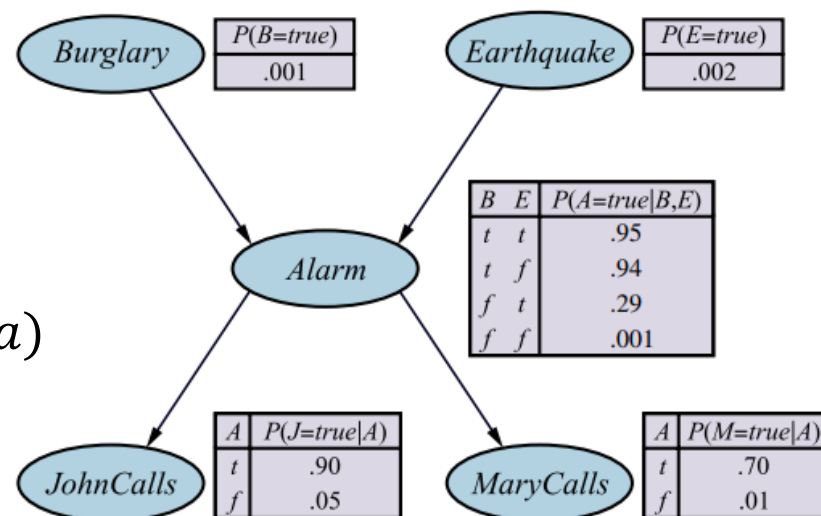 Burglary
P(B=true)
.001
Earthquake
P(E=true)
.002
B E P(A=true|B,E)
t t .95
t f .94
f t .29
f f .001
Alarm
a)
A P(J=true|A)
t .90
f .05
JohnCalls
A P(M=true|A)
t .70
f .01
MaryCalls